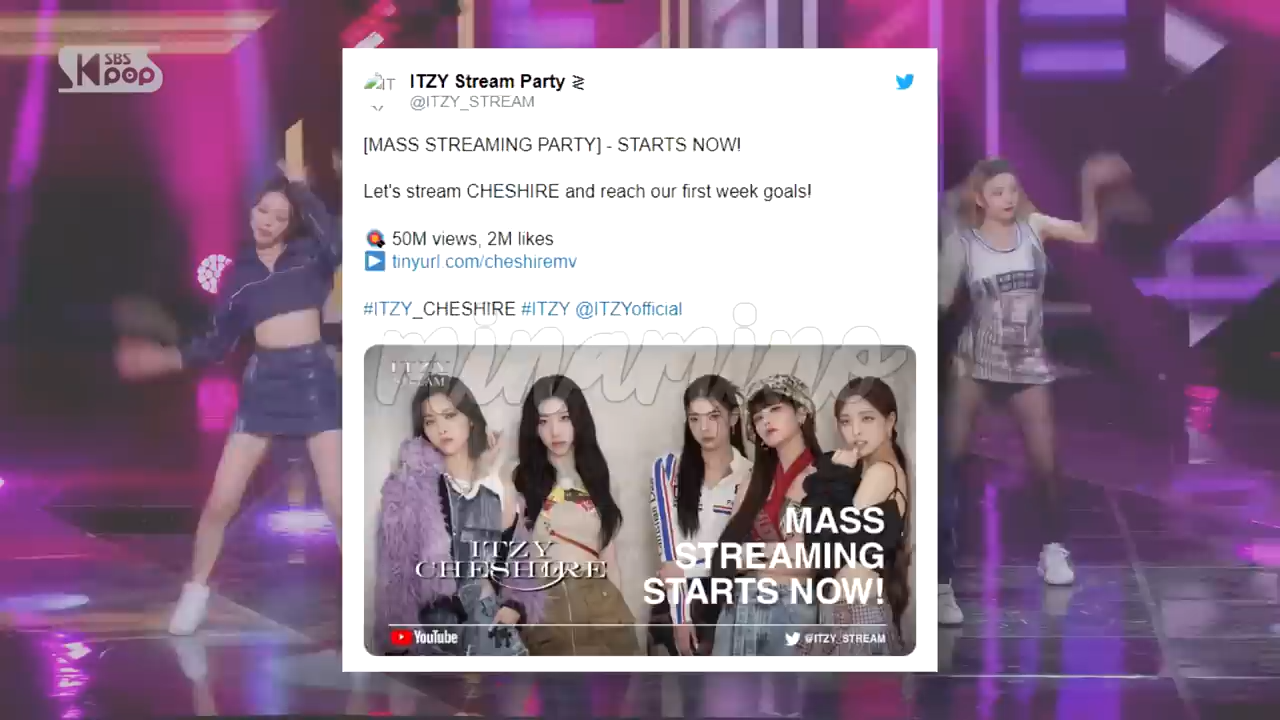 SBS
Kpop
ITZY Stream Party
@ITZY_STREAM
[MASS STREAMING PARTY] - STARTS NOW!
Let's stream CHESHIRE and reach our first week goals!
50M views, 2M likes
tinyurl com/cheshiremv
#ITZY_CHESHIRE #ITZY @ITZYofficial
minamino
ITZY
STREAM
MASS
STREAMING
STARTS NOW!
ITZY
CHESHIRE
YouTube
@ITZY_STREAM